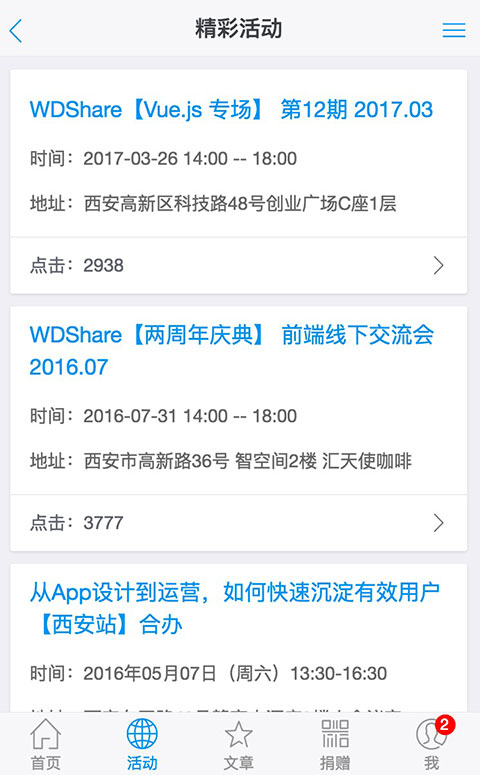 精彩活动
WDShare【Vue.js 专场】 第12期 2017.03
时间：2017-03-26 14:00 -- 18:00
地址：西安高新区科技路48号创业广场C座1层
点击：2938
WDShare【两周年庆典】 前端线下交流会
2016.07
时间：2016-07-31 14:00 -- 18:00
地址：西安市高新路36号 智空间2楼 汇天使咖啡
点击：3777
从App设计到运营，如何快速沉淀有效用户
【西安站】合办
时间：2016年05月07日（周六）13:30-16:30
2
首页 活动 文章 捐赠 我